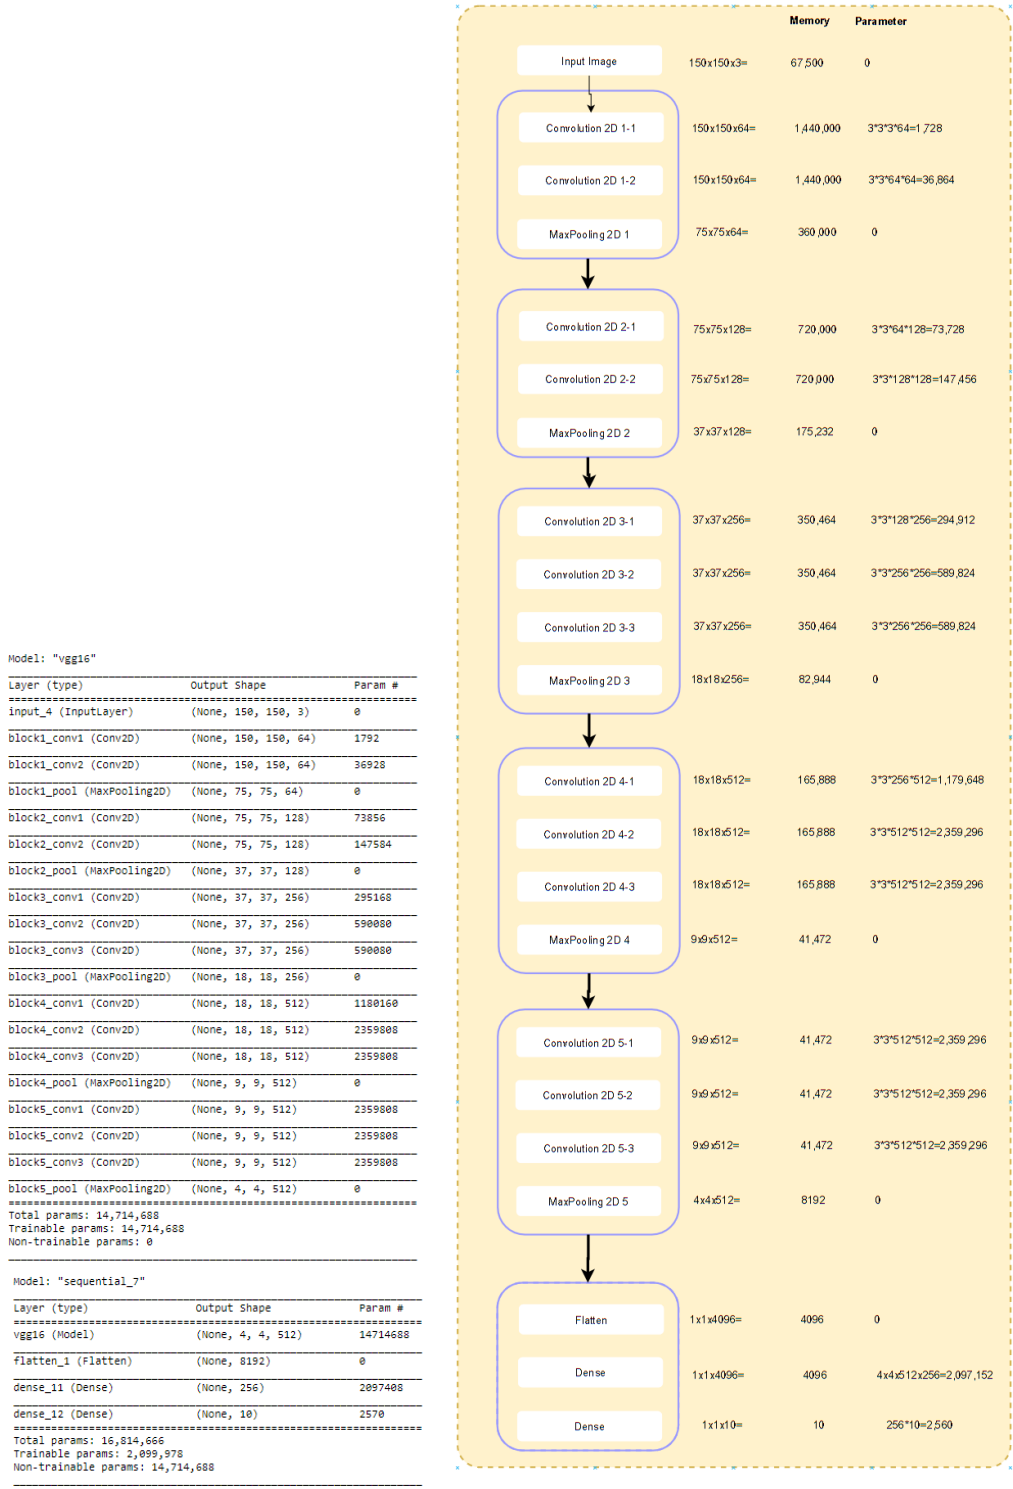 Memory Parameter
Input Image 150x150x3= 67,500 0
Convolution 2D 1-1 150x150x64= 1,440,000 3*3*3*64=1,728
Convolution 2D 1-2 150x150x64= 1,440,000 3*3*64*64=36,864
MaxPooling 2D 1 75x75x64= 360,000 0
Convolution 2D 2-1 75x75x128= 720,000 3*3*64*128=73,728
Convolution 2D 2-2 75x75x128= 720,000 3*3*128*128=147,456
MaxPooling 2D 2 37x37x128= 175,232 0
Convolution 2D 3-1 37x37x256= 350,464 3*3*128*256=294,912
Convolution 2D 3-2 37x37x256= 350,464 3*3*256*256=589,824
Convolution 2D 3-3 37x37x256= 350,464 3*3*256*256=589,824
MaxPooling 2D 3 18x18x256= 82,944 0
Convolution 2D 4-1 18x18x512= 165,888 3*3*256*512=1,179,648
Convolution 2D 4-2 18x18x512= 165,888 3*3*512*512=2,359,296
Convolution 2D 4-3 18x18x512= 165,888 3*3*512*512=2,359,296
MaxPooling 2D 4 9x9x512= 41,472 0
Convolution 2D 5-1 9x9x512= 41,472 3*3*512*512=2,359,296
Convolution 2D 5-2 9x9x512= 41,472 3*3*512*512=2,359,296
Convolution 2D 5-3 9x9x512= 41,472 3*3*512*512=2,359,296
MaxPooling 2D 5 4x4x512= 8192 0
Flatten 1x1x4096= 4096 0
Dense 1x1x4096= 4096 4x4x512x256=2,097,152
Dense 1x1x10= 10 256*10=2,560
Model: "vgg16"
Layer (type) Output Shape Param #
input_4 (InputLayer) (None, 150, 150, 3) 0
block1_conv1 (Conv2D) (None, 150, 150, 64) 1792
block1_conv2 (Conv2D) (None, 150, 150, 64) 36928
block1_pool (MaxPooling2D) (None, 75, 75, 64) 0
block2_conv1 (Conv2D) (None, 75, 75, 128) 73856
block2_conv2 (Conv2D) (None, 75, 75, 128) 147584
block2_pool (MaxPooling2D) (None, 37, 37, 128) 0
block3_conv1 (Conv2D) (None, 37, 37, 256) 295168
block3_conv2 (Conv2D) (None, 37, 37, 256) 590080
block3_conv3 (Conv2D) (None, 37, 37, 256) 590080
block3_pool (MaxPooling2D) (None, 18, 18, 256) 0
block4_conv1 (Conv2D) (None, 18, 18, 512) 1180160
block4_conv2 (Conv2D) (None, 18, 18, 512) 2359808
block4_conv3 (Conv2D) (None, 18, 18, 512) 2359808
block4_pool (MaxPooling2D) (None, 9, 9, 512) 0
block5_conv1 (Conv2D) (None, 9, 9, 512) 2359808
block5_conv2 (Conv2D) (None, 9, 9, 512) 2359808
block5_conv3 (Conv2D) (None, 9, 9, 512) 2359808
block5_pool (MaxPooling2D) (None, 4, 4, 512) 0
Total params: 14,714,688
Trainable params: 14,714,688
Non-trainable params: 0
Model: "sequential_7"
Layer (type) Output Shape Param #
vgg16 (Model) (None, 4, 4, 512) 14714688
flatten_1 (Flatten) (None, 8192) 0
dense_11 (Dense) (None, 256) 2097408
dense_12 (Dense) (None, 10) 2570
Total params: 16,814,666
Trainable params: 2,099,978
Non-trainable params: 14,714,688